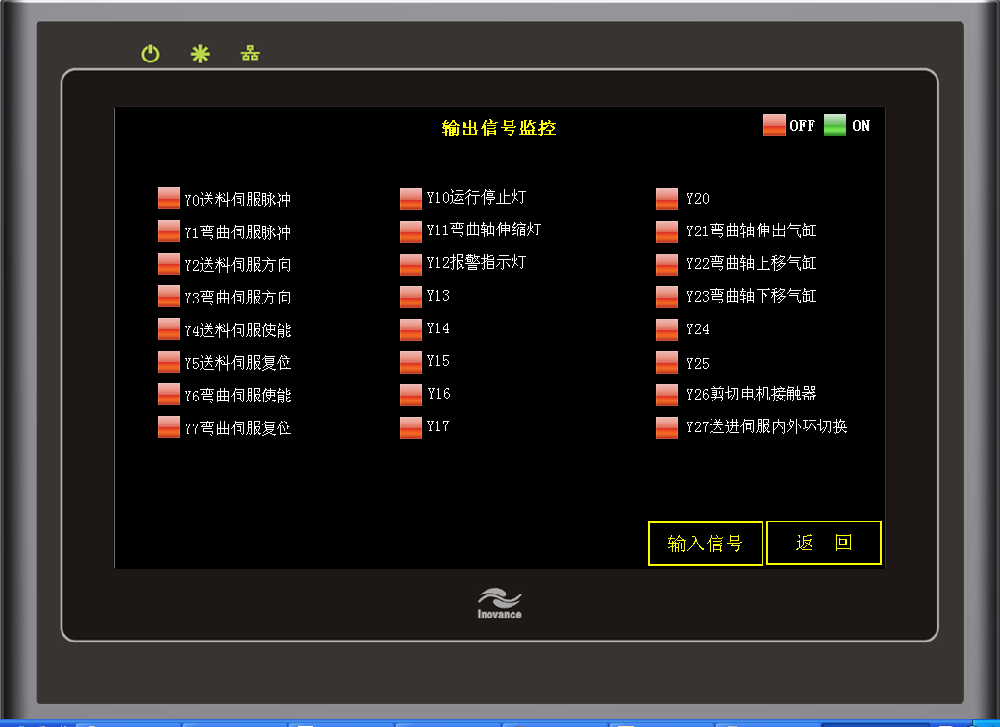 输出信号监控
OFF ON
Y0送料伺服脉冲
Y1弯曲伺服脉冲
Y2送料伺服方向
Y3弯曲伺服方向
Y4送料伺服使能
Y5送料伺服复位
Y6弯曲伺服使能
Y7弯曲伺服复位
Y10运行停止灯
Y11弯曲轴伸缩灯
Y12报警指示灯
Y13
Y14
Y15
Y16
Y17
Y20
Y21弯曲轴伸出气缸
Y22弯曲轴上移气缸
Y23弯曲轴下移气缸
Y24
Y25
Y26剪切电机接触器
Y27送进伺服内外环切换
输入信号
返 回
Inovance